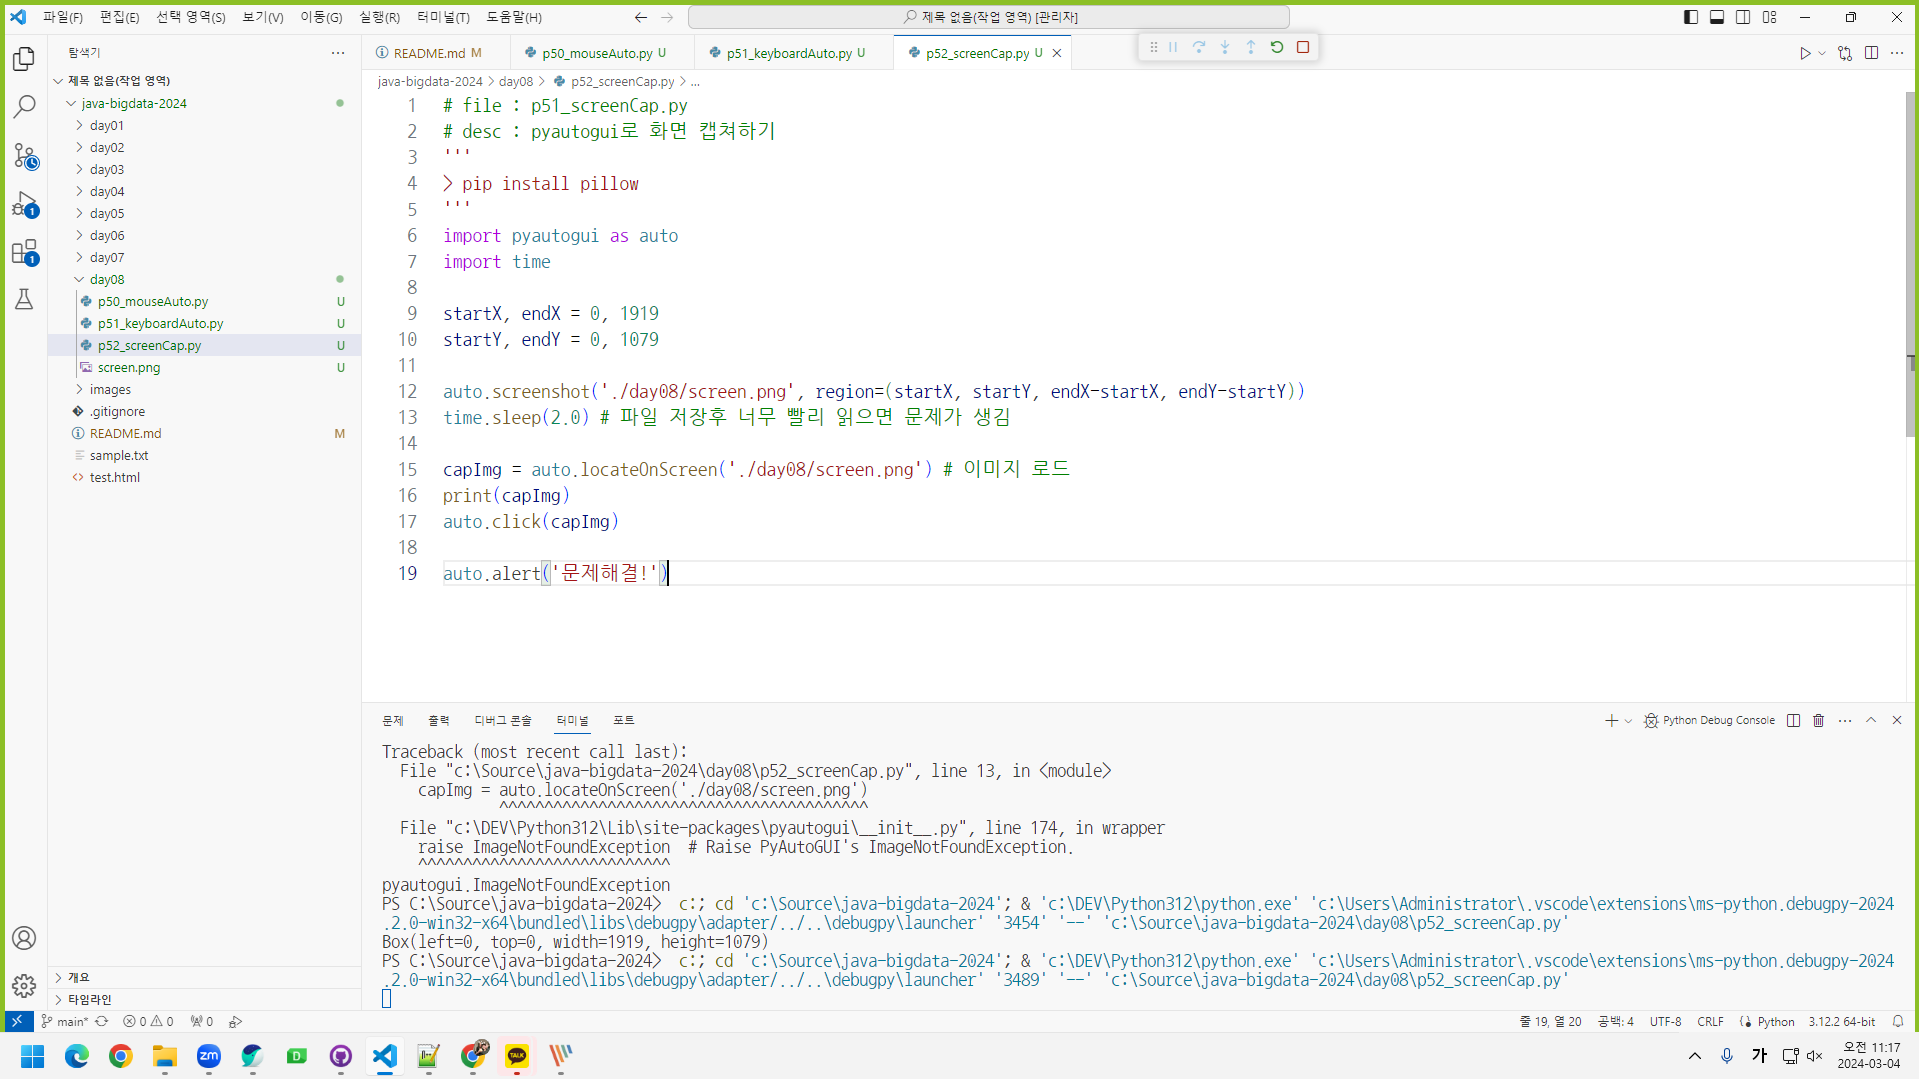 파일(F) 편집(E) 선택 영역(S) 보기(V) 이동(G) 실행(R) 터미널(T) 도움말(H) 제목 없음(작업 영역) [관리자]
탐색기
README.md M p50_mouseAuto.py U p51_keyboardAuto.py U p52_screenCap.py U
제목 없음(작업 영역)
java-bigdata-2024
day01
day02
day03
day04
day05
day06
day07
day08
p50_mouseAuto.py U
p51_keyboardAuto.py U
p52_screenCap.py U
screen.png U
images
.gitignore
README.md M
sample.txt
test.html
개요
타임라인
java-bigdata-2024 > day08 > p52_screenCap.py > ...
1 # file : p51_screenCap.py
2 # desc : pyautogui로 화면 캡쳐하기
3 '''
4 > pip install pillow
5 '''
6 import pyautogui as auto
7 import time
8
9 startX, endX = 0, 1919
10 startY, endY = 0, 1079
11
12 auto.screenshot('./day08/screen.png', region=(startX, startY, endX-startX, endY-startY))
13 time.sleep(2.0) # 파일 저장후 너무 빨리 읽으면 문제가 생김
14
15 capImg = auto.locateOnScreen('./day08/screen.png') # 이미지 로드
16 print(capImg)
17 auto.click(capImg)
18
19 auto.alert('문제해결!')
문제 출력 디버그 콘솔 터미널 포트 Python Debug Console
Traceback (most recent call last):
File "c:\Source\java-bigdata-2024\day08\p52_screenCap.py", line 13, in <module>
capImg = auto.locateOnScreen('./day08/screen.png')
^^^^^^^^^^^^^^^^^^^^^^^^^^^^^^^^^^^^^^^^^
File "c:\DEV\Python312\Lib\site-packages\pyautogui\__init__.py", line 174, in wrapper
raise ImageNotFoundException # Raise PyAutoGUI's ImageNotFoundException.
^^^^^^^^^^^^^^^^^^^^^^^^^^^^
pyautogui.ImageNotFoundException
PS C:\Source\java-bigdata-2024> c:; cd 'c:\Source\java-bigdata-2024'; & 'c:\DEV\Python312\python.exe' 'c:\Users\Administrator\.vscode\extensions\ms-python.debugpy-2024
.2.0-win32-x64\bundled\libs\debugpy\adapter/../..\debugpy\launcher' '3454' '--' 'c:\Source\java-bigdata-2024\day08\p52_screenCap.py'
Box(left=0, top=0, width=1919, height=1079)
PS C:\Source\java-bigdata-2024> c:; cd 'c:\Source\java-bigdata-2024'; & 'c:\DEV\Python312\python.exe' 'c:\Users\Administrator\.vscode\extensions\ms-python.debugpy-2024
.2.0-win32-x64\bundled\libs\debugpy\adapter/../..\debugpy\launcher' '3489' '--' 'c:\Source\java-bigdata-2024\day08\p52_screenCap.py'
main* 0 0 0 줄 19, 열 20 공백: 4 UTF-8 CRLF Python 3.12.2 64-bit
zm D TALK 가 오전 11:17
2024-03-04